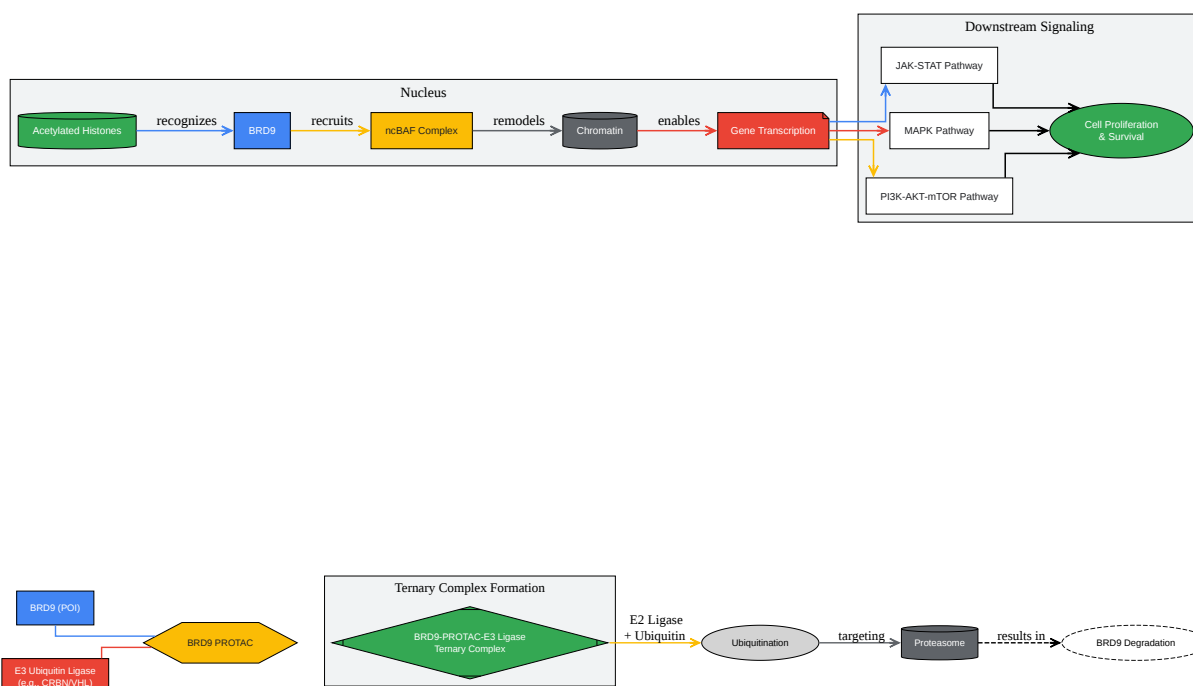 Downstream Signaling
JAK-STAT Pathway
Nucleus
Acetylated Histones
recognizes
BRD9
recruits
ncBAF Complex
remodels
Chromatin
enables
Gene Transcription
MAPK Pathway
Cell Proliferation
& Survival
PI3K-AKT-mTOR Pathway
BRD9 (POI)
E3 Ubiquitin Ligase
(e.g., CRBN/VHL)
BRD9 PROTAC
Ternary Complex Formation
BRD9-PROTAC-E3 Ligase
Ternary Complex
E2 Ligase
+ Ubiquitin
Ubiquitination
targeting
Proteasome
results in
BRD9 Degradation